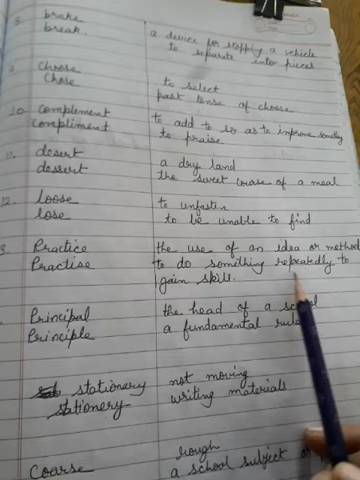 8. brake
break. a device for stopping a vehicle
to separate into pieces
9. Choose
Chose to select
past tense of choose
10. Complement to add to so as to improve
Compliment to praise
11. desert a dry land
dessert the sweet course of a meal
12. loose to unfasten
lose to be unable to find
Practice the use of an idea or method
Practise to do something repeatedly to
gain skill.
Principal the head of a school
Principle a fundamental rule
stationary not moving
stationery writing materials
rough
Coarse a school subject